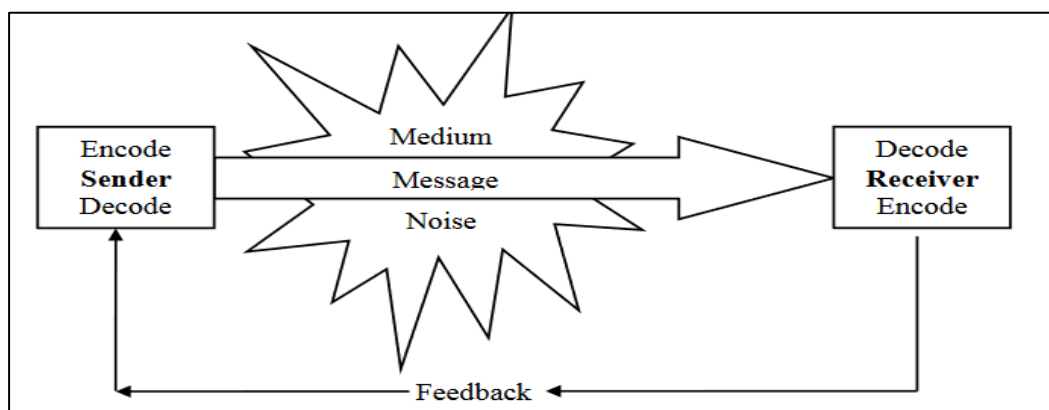 Encode
Sender
Decode
Medium
Message
Noise
Decode
Receiver
Encode
Feedback